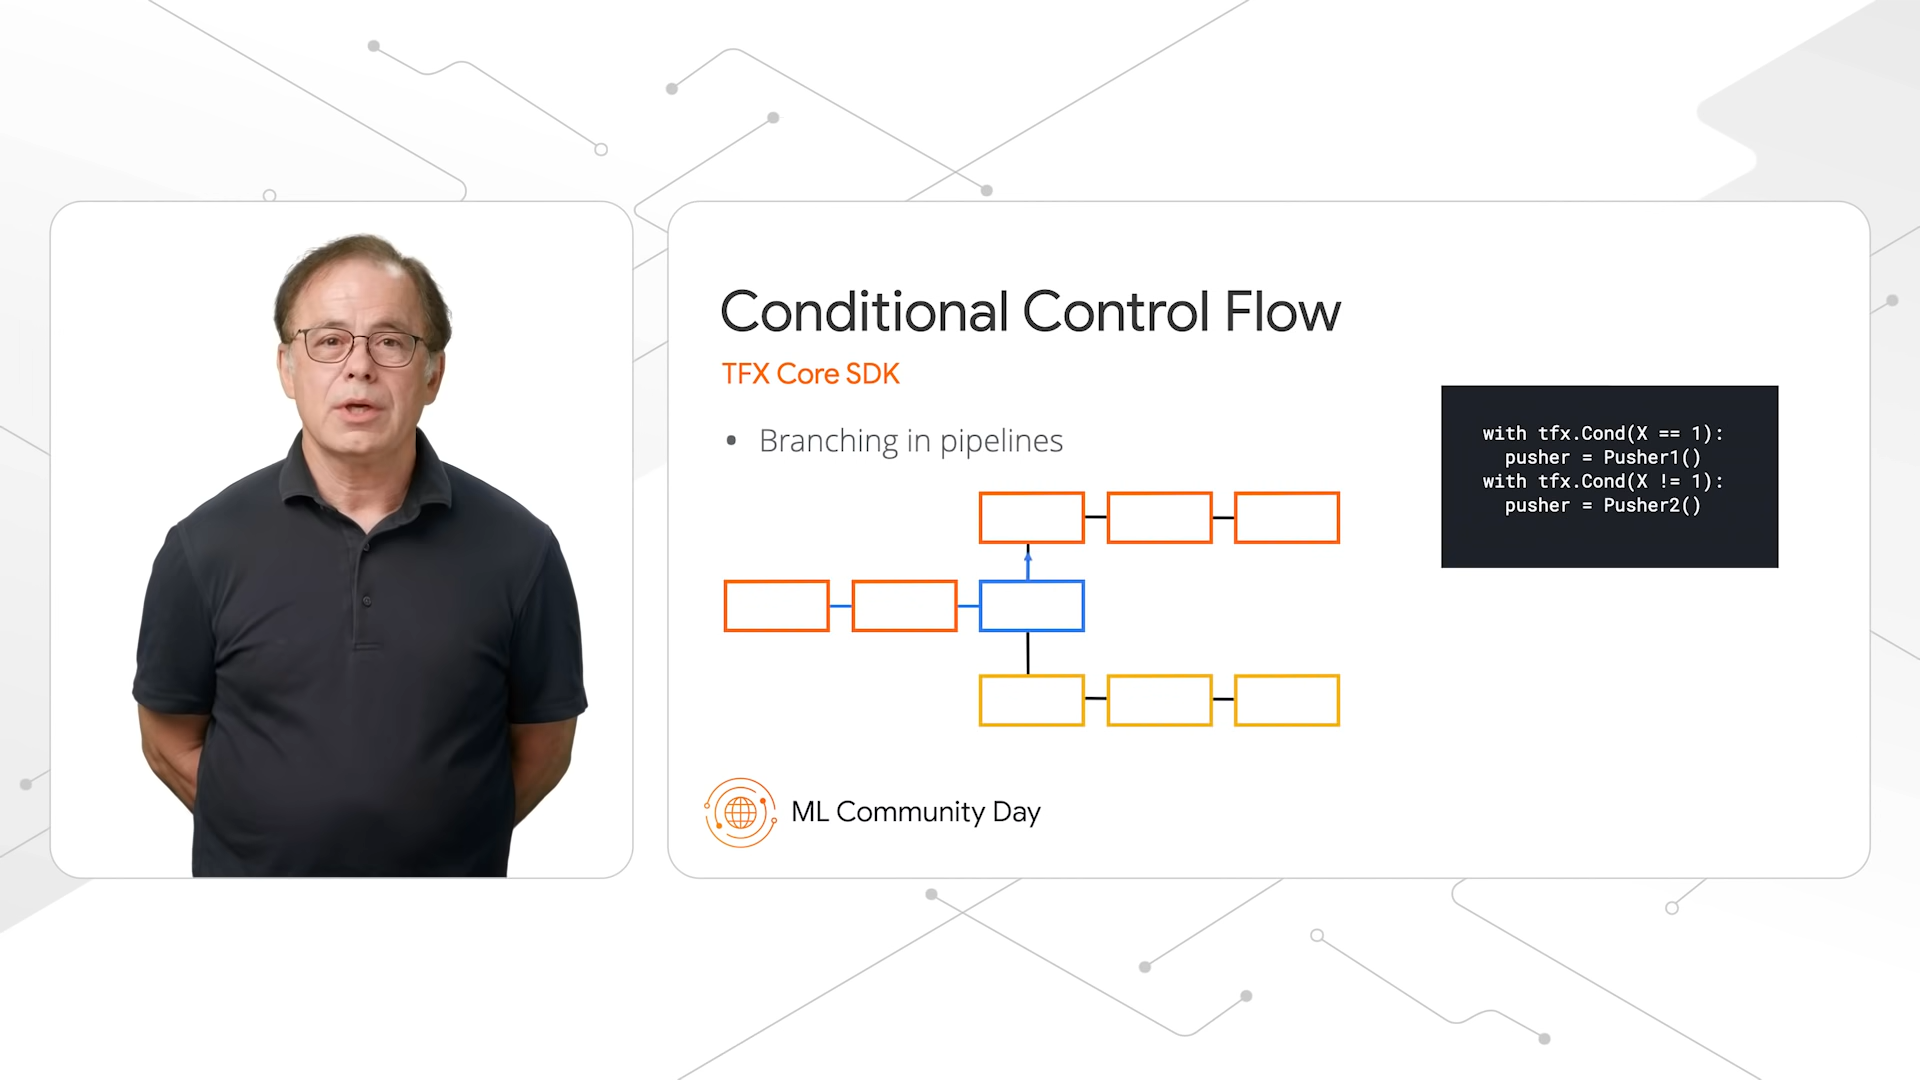 Conditional Control Flow
TFX Core SDK
• Branching in pipelines
with tfx.Cond(X == 1):
  pusher = Pusher1()
with tfx.Cond(X != 1):
  pusher = Pusher2()
ML Community Day